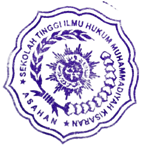 SEKOLAH TINGGI ILMU HUKUM MUHAMMADIYAH KISARAN
ASAHAN